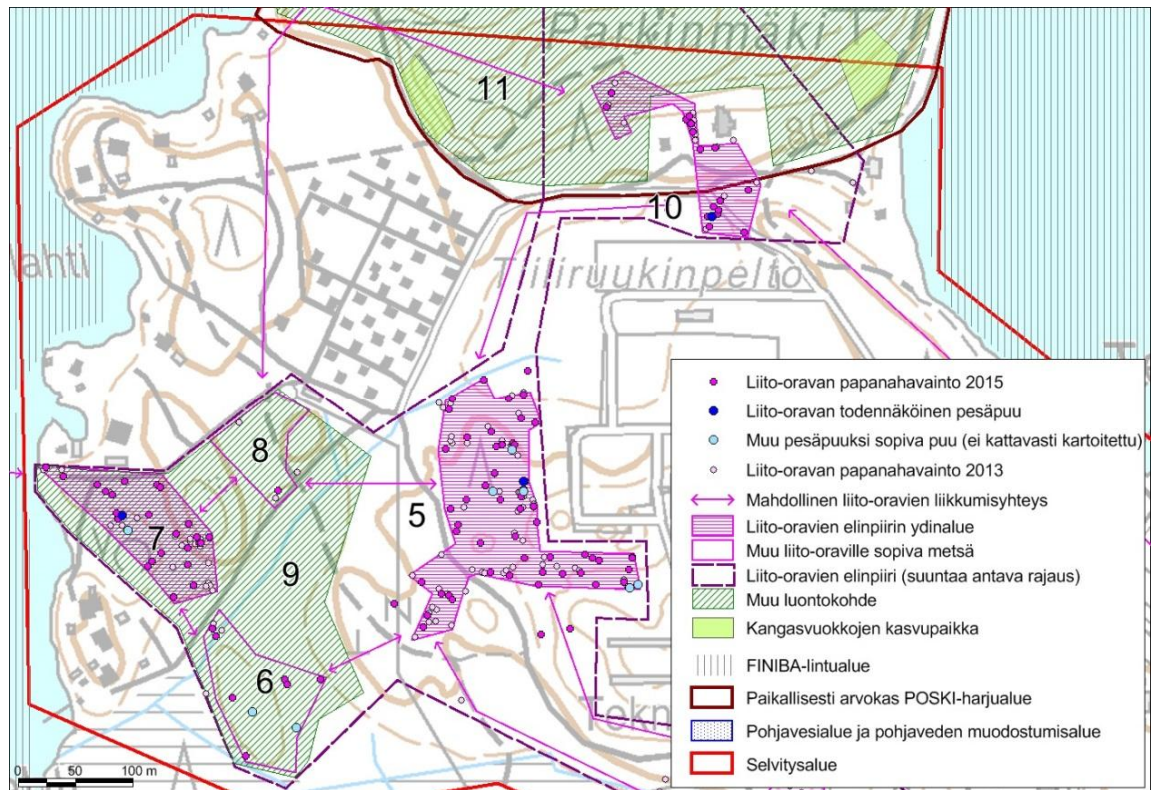 Parkinmäki
11
80
10
Tiiliruukinpelto
lahti
8
5
7
9
6
Tekn
0
50
100 m
Liito-oravan papanahavainto 2015
Liito-oravan todennäköinen pesäpuu
Muu pesäpuuksi sopiva puu (ei kattavasti kartoitettu)
Liito-oravan papanahavainto 2013
Mahdollinen liito-oravien liikkumisyhteys
Liito-oravien elinpiirin ydinalue
Muu liito-oraville sopiva metsä
Liito-oravien elinpiiri (suuntaa antava rajaus)
Muu luontokohde
Kangasvuokkojen kasvupaikka
FINIBA-lintualue
Paikallisesti arvokas POSKI-harjualue
Pohjavesialue ja pohjaveden muodostumisalue
Selvitysalue